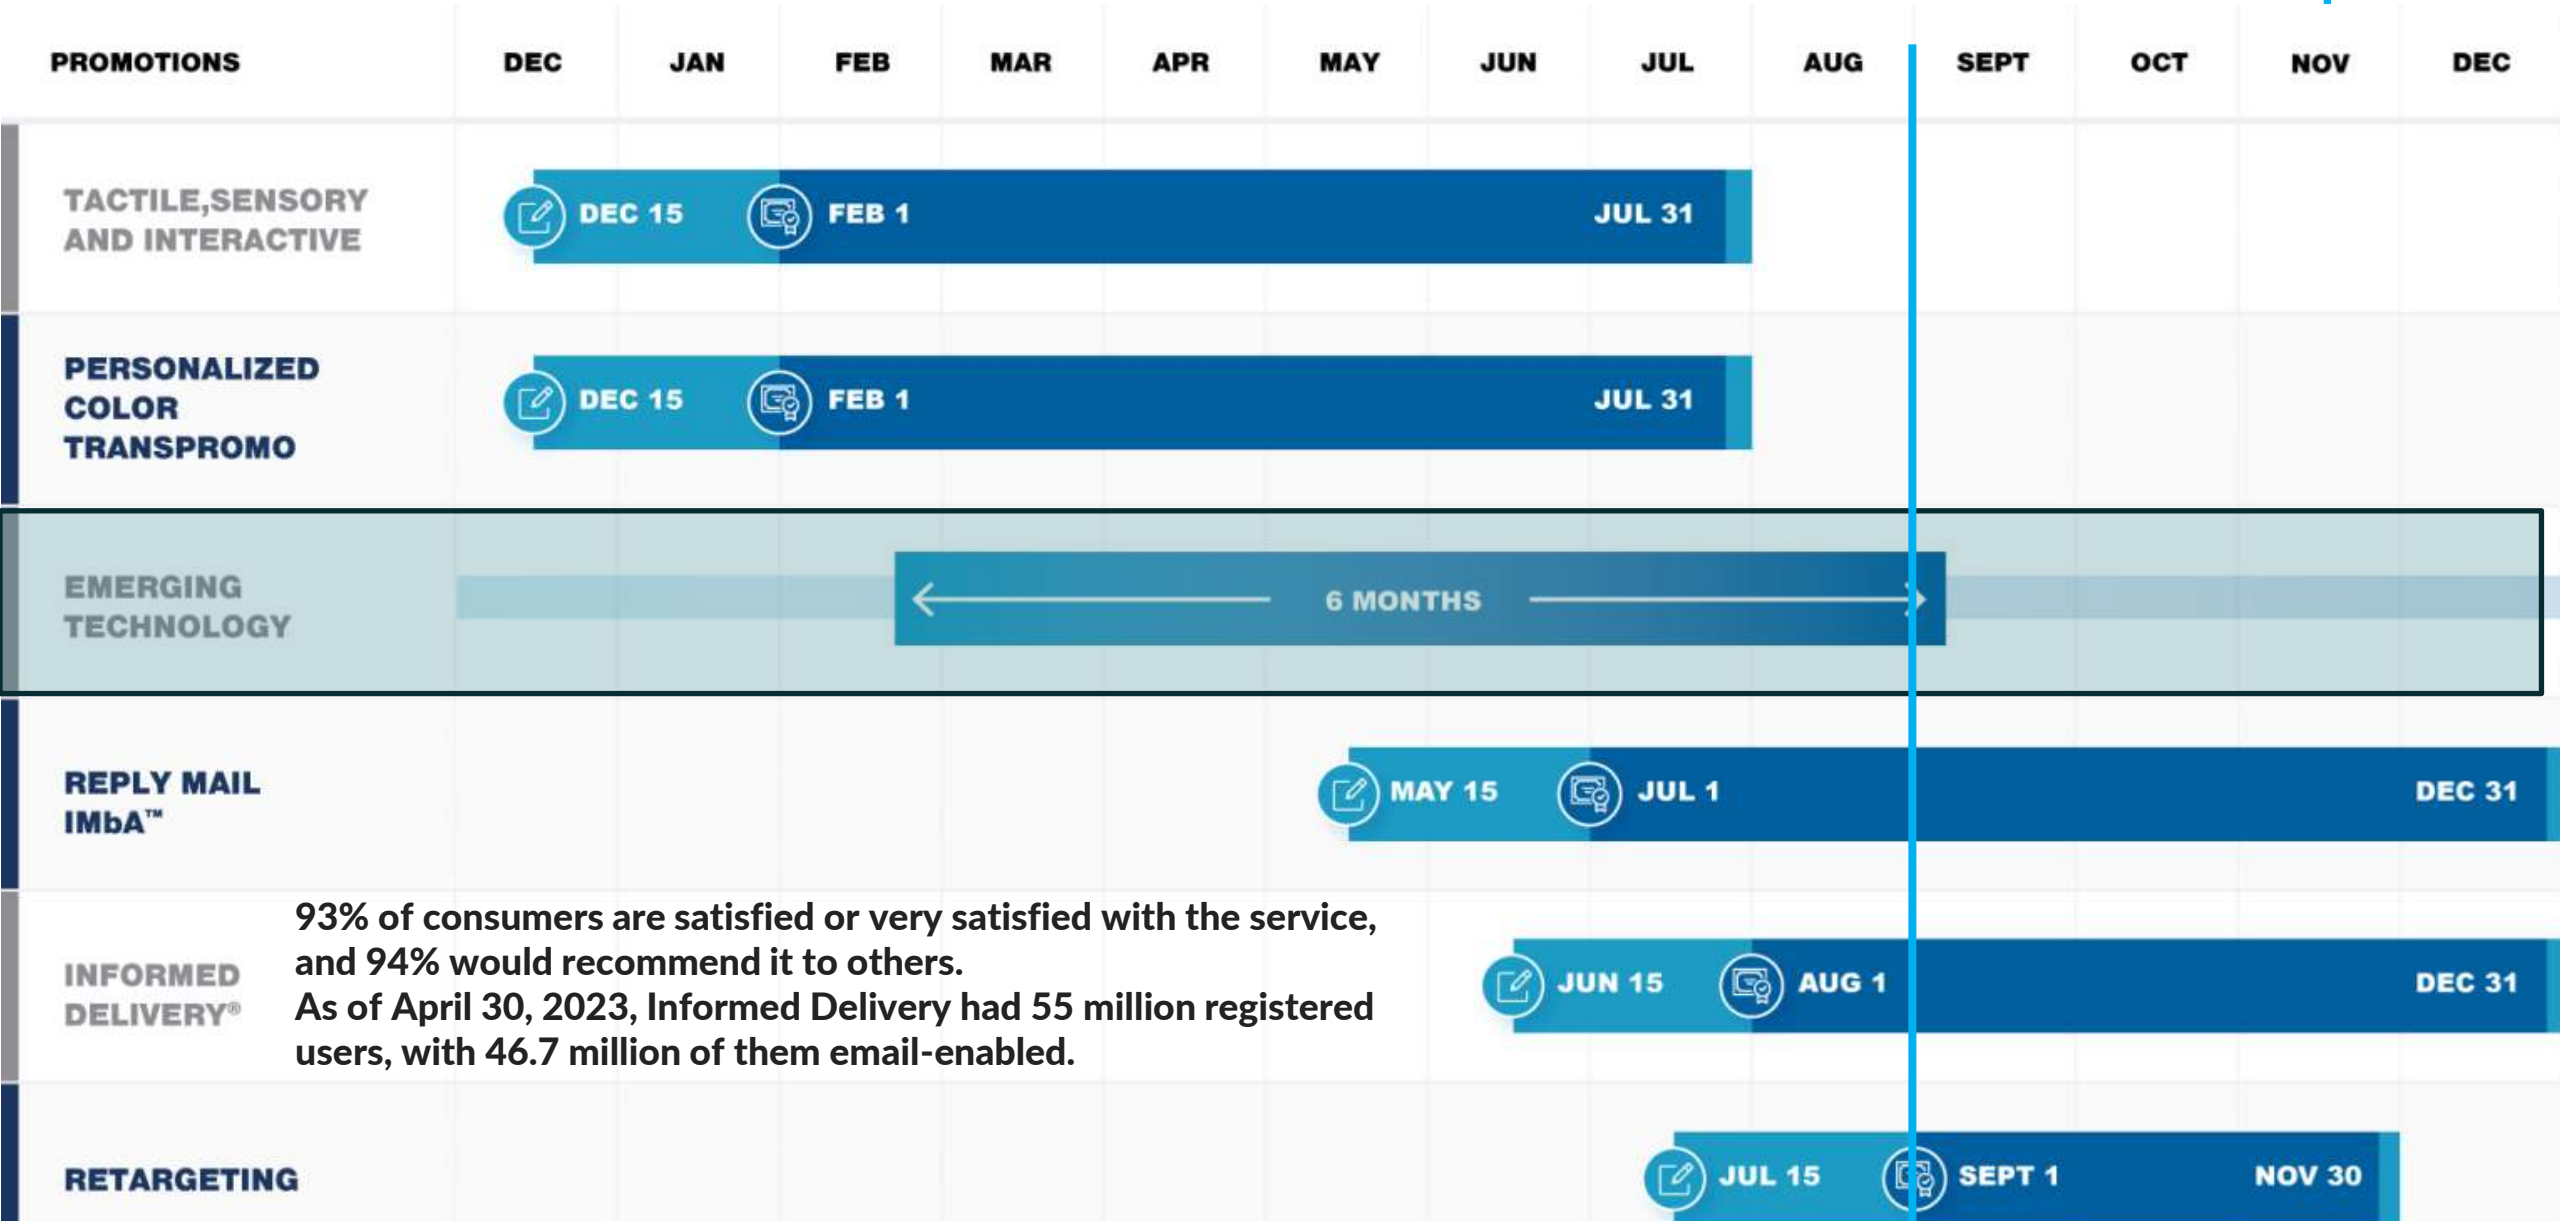 PROMOTIONS DEC JAN FEB MAR APR MAY JUN JUL AUG SEPT OCT NOV DEC
TACTILE,SENSORY
AND INTERACTIVE
DEC 15 FEB 1 JUL 31
PERSONALIZED
COLOR
TRANSPROMO
DEC 15 FEB 1 JUL 31
EMERGING
TECHNOLOGY
6 MONTHS
REPLY MAIL
IMbA™
MAY 15 JUL 1 DEC 31
INFORMED
DELIVERY®
93% of consumers are satisfied or very satisfied with the service,
and 94% would recommend it to others.
As of April 30, 2023, Informed Delivery had 55 million registered
users, with 46.7 million of them email-enabled.
JUN 15 AUG 1 DEC 31
RETARGETING
JUL 15 SEPT 1 NOV 30